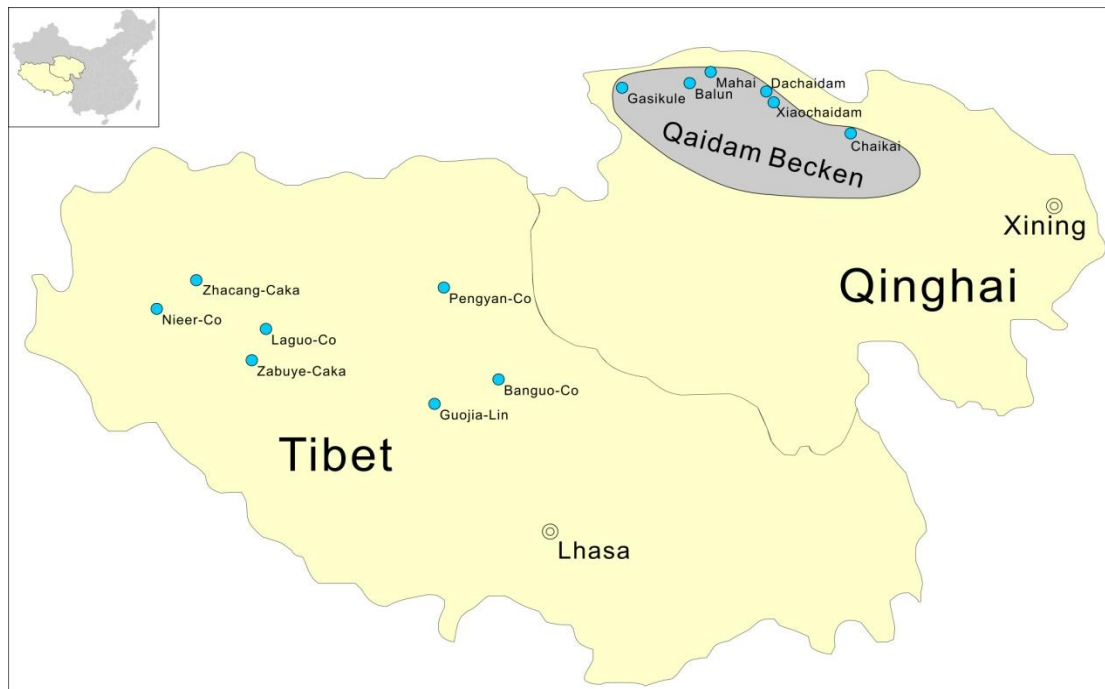 Mahai
Dachaidam
Gasikule
Balun
Xiaochaidam
Chaikai
Qaidam Becken
Xining
Qinghai
Zhacang-Caka
Pengyan-Co
Nieer-Co
Laguo-Co
Zabuye-Caka
Banguo-Co
Guojia-Lin
Tibet
Lhasa